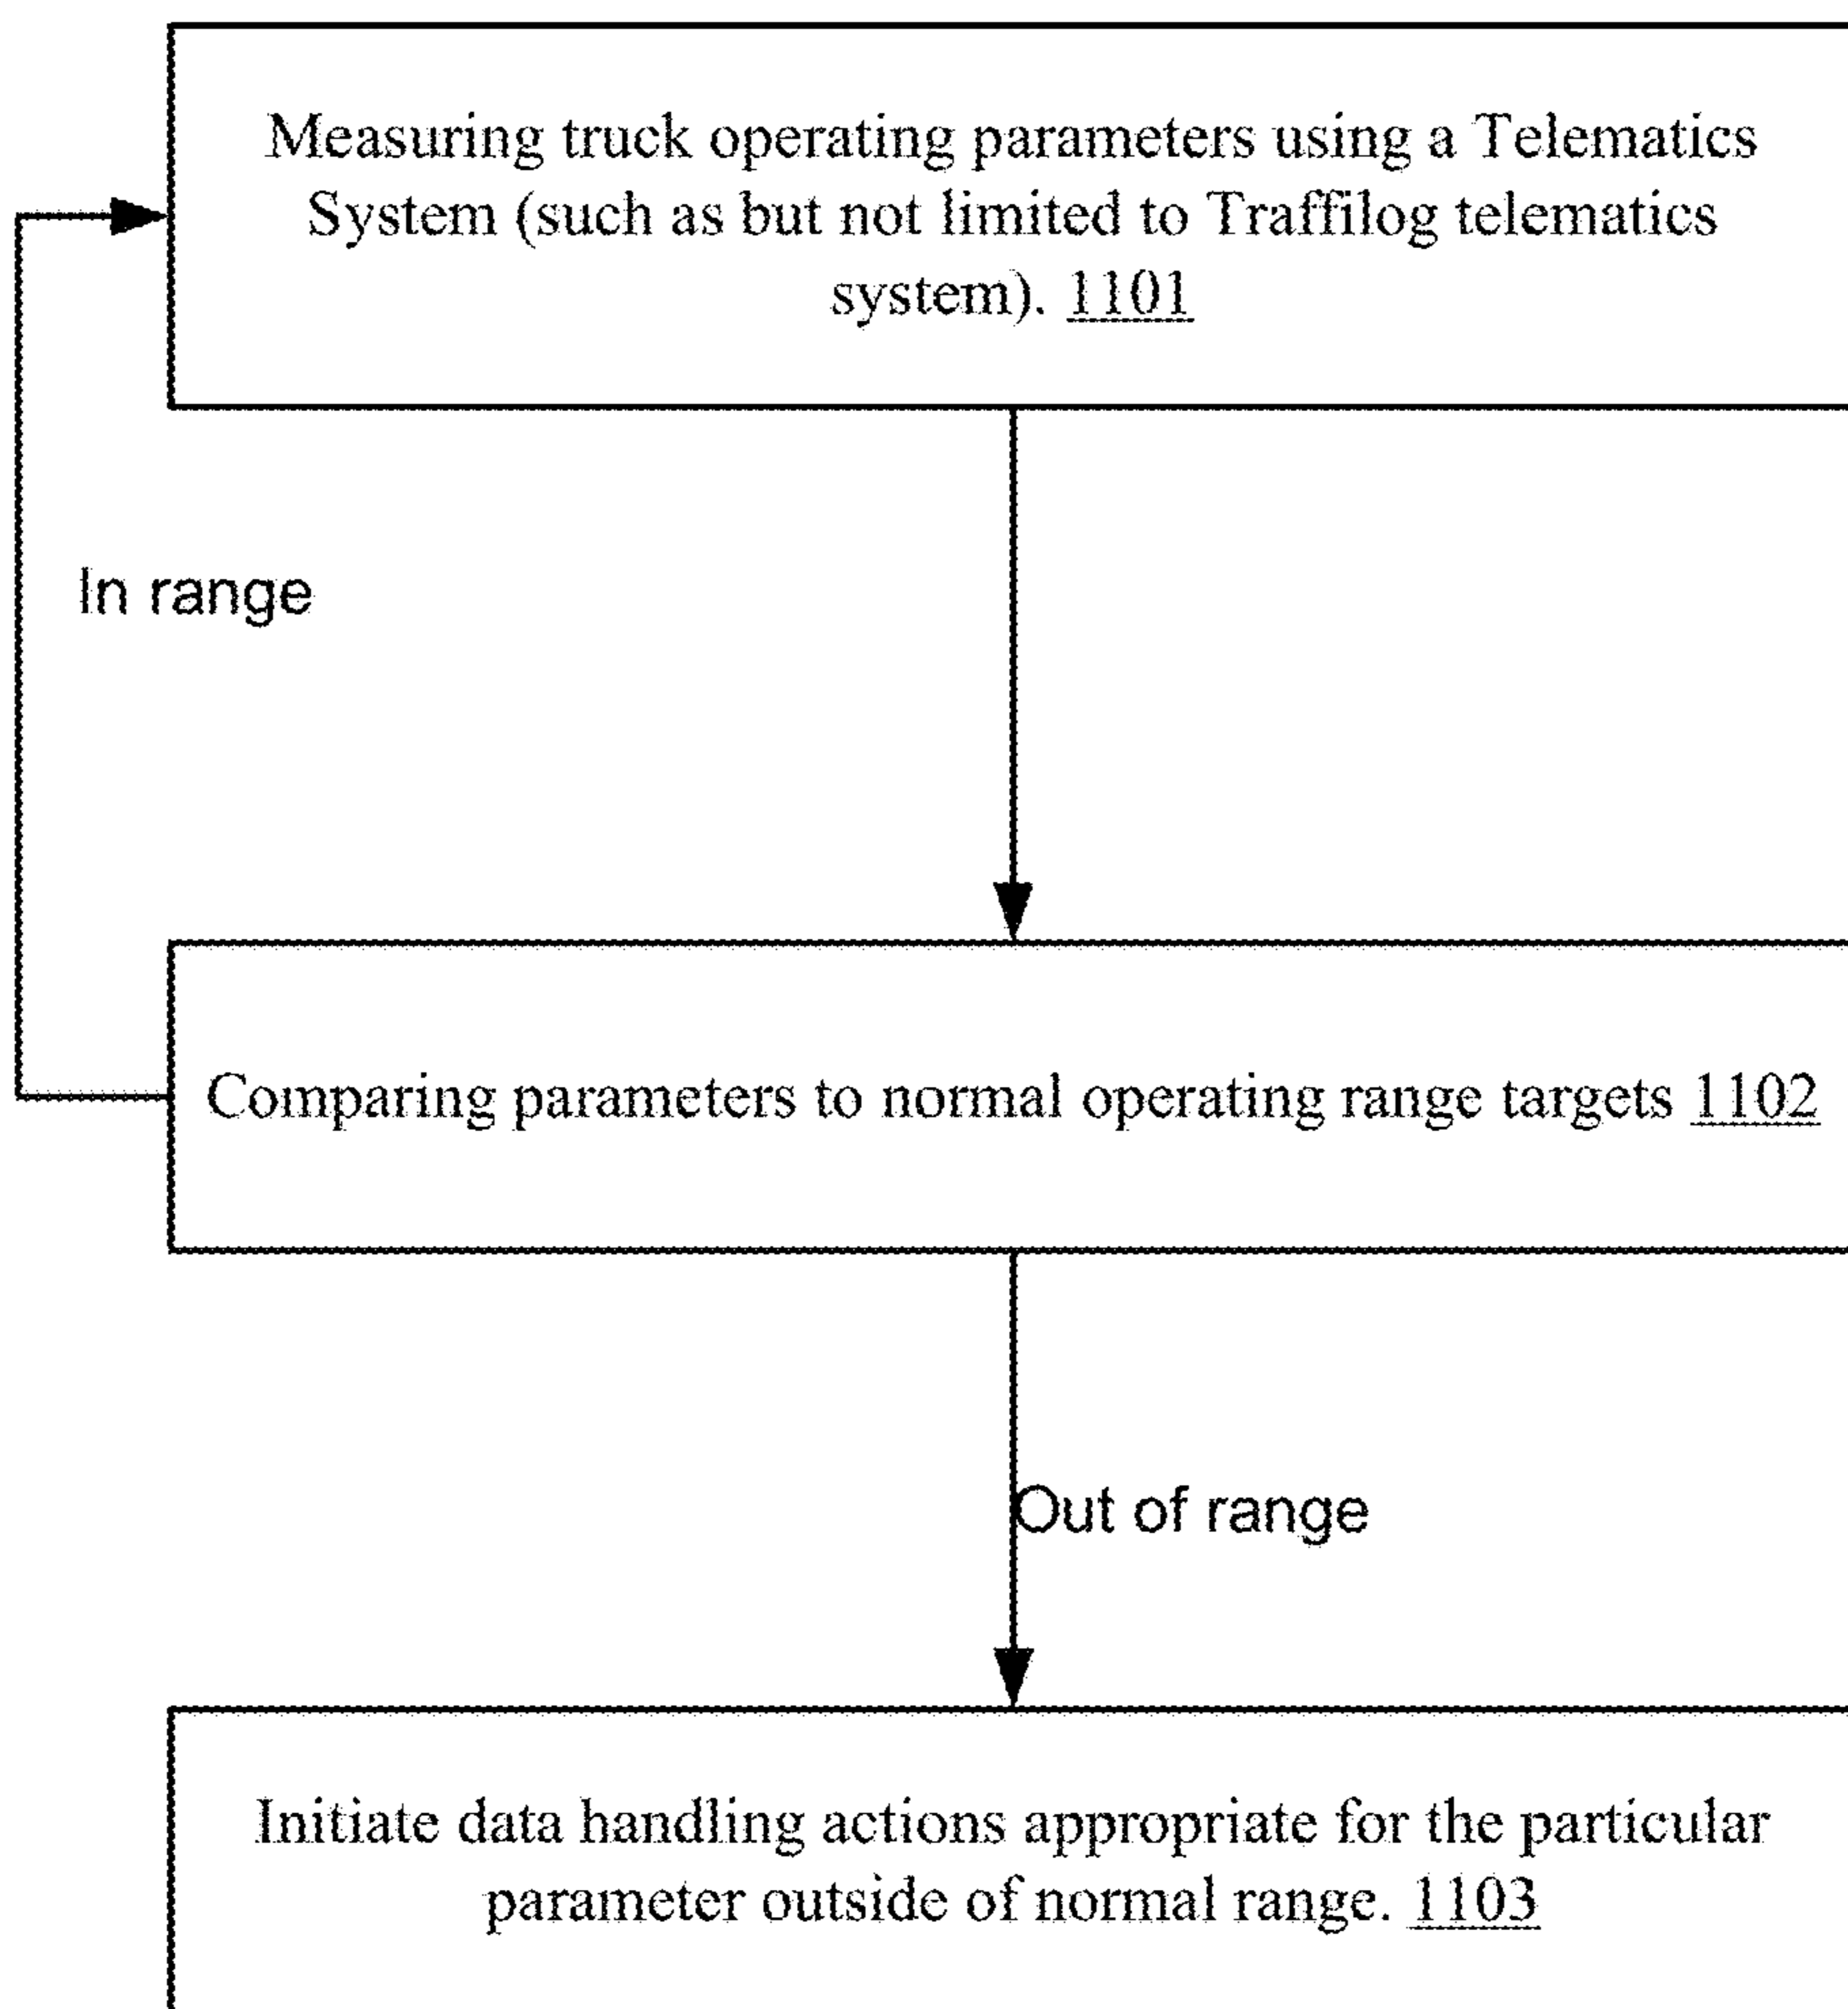 Measuring truck operating parameters using a Telematics
System (such as but not limited to Traffilog telematics
system). 1101
In range
Comparing parameters to normal operating range targets 1102
Out of range
Initiate data handling actions appropriate for the particular
parameter outside of normal range. 1103